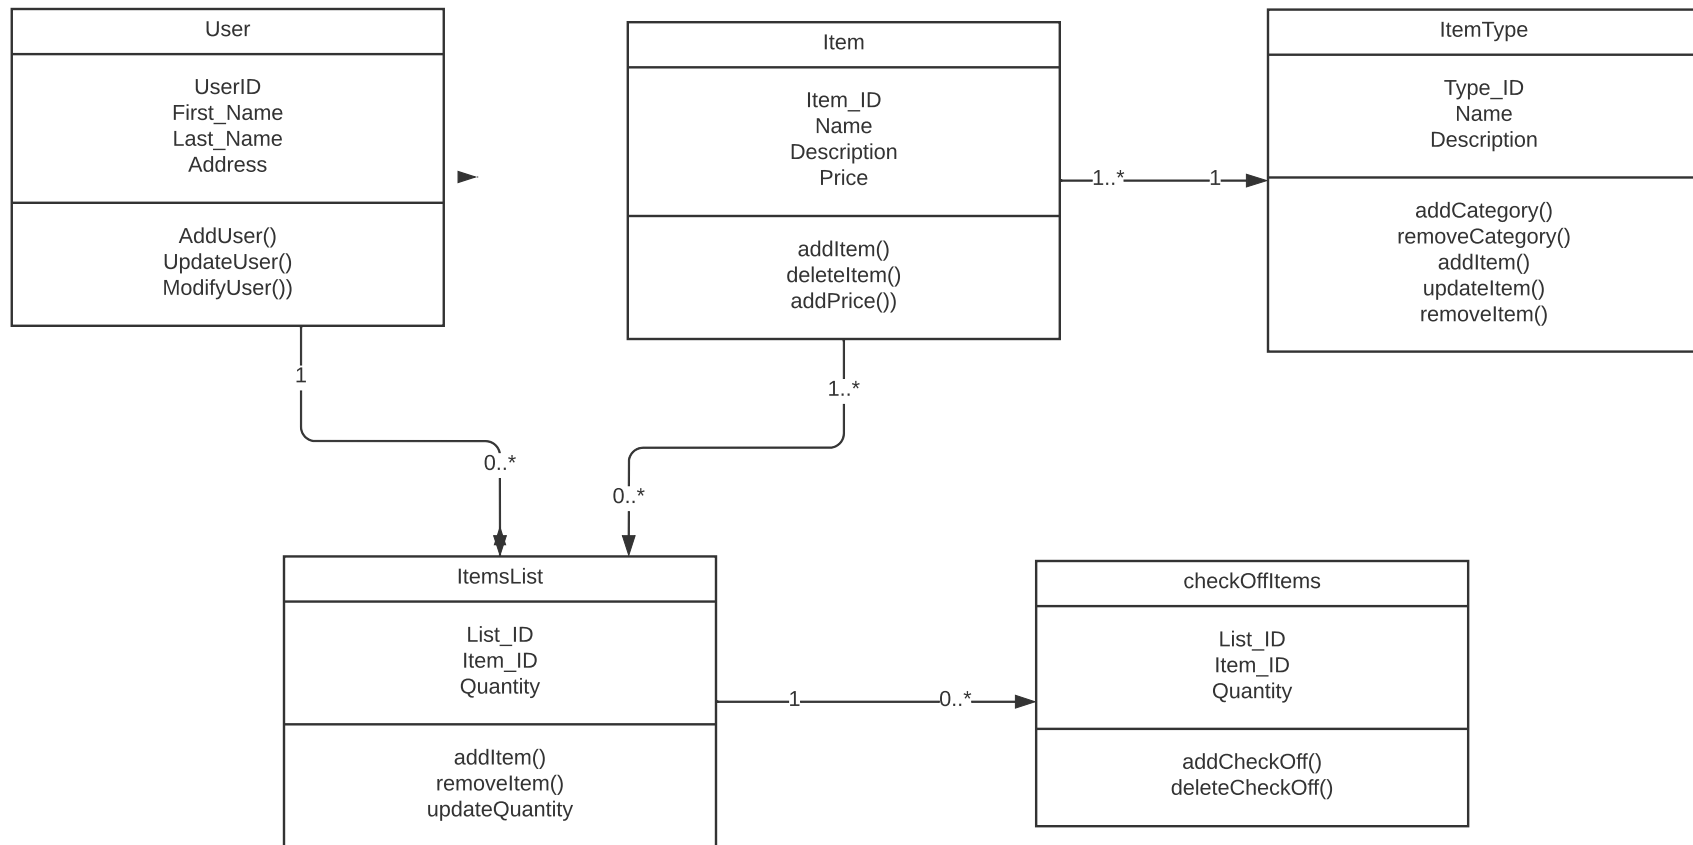 User
UserID
First_Name
Last_Name
Address
AddUser()
UpdateUser()
ModifyUser())
Item
Item_ID
Name
Description
Price
addItem()
deleteItem()
addPrice())
1..*
1
ItemType
Type_ID
Name
Description
addCategory()
removeCategory()
addItem()
updateItem()
removeItem()
1
0..*
1..*
0..*
ItemsList
List_ID
Item_ID
Quantity
addItem()
removeItem()
updateQuantity
1
0..*
checkOffItems
List_ID
Item_ID
Quantity
addCheckOff()
deleteCheckOff()